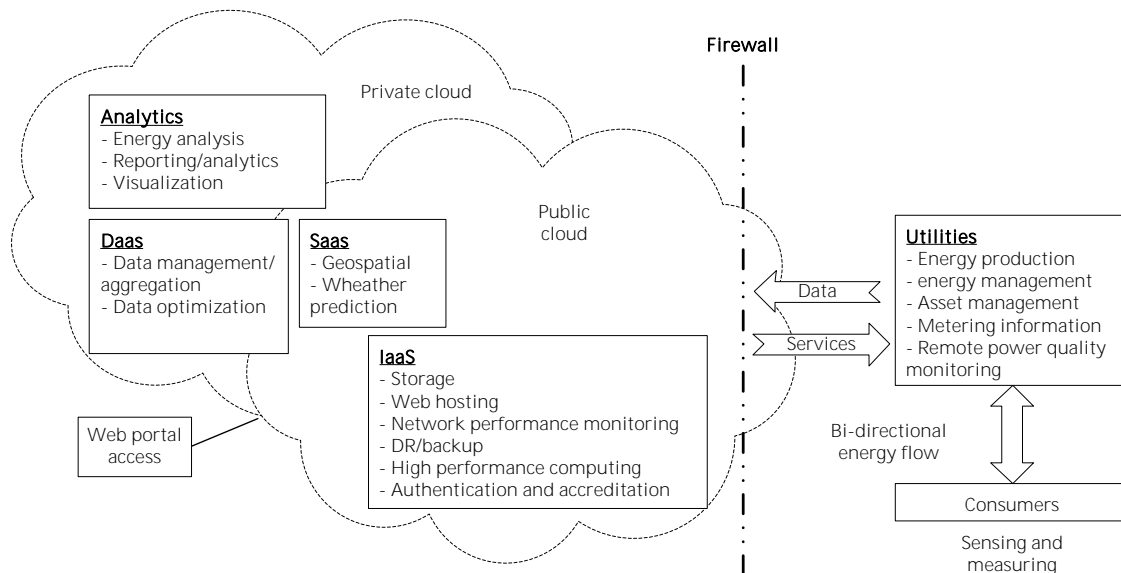 Firewall
Private cloud
Analytics
- Energy analysis
- Reporting/analytics
- Visualization
Public
cloud
Daas
- Data management/
aggregation
- Data optimization
Saas
- Geospatial
- Wheather
prediction
IaaS
- Storage
- Web hosting
- Network performance monitoring
- DR/backup
- High performance computing
- Authentication and accreditation
Web portal
access
Data
Services
Utilities
- Energy production
- energy management
- Asset management
- Metering information
- Remote power quality
monitoring
Bi-directional
energy flow
Consumers
Sensing and
measuring